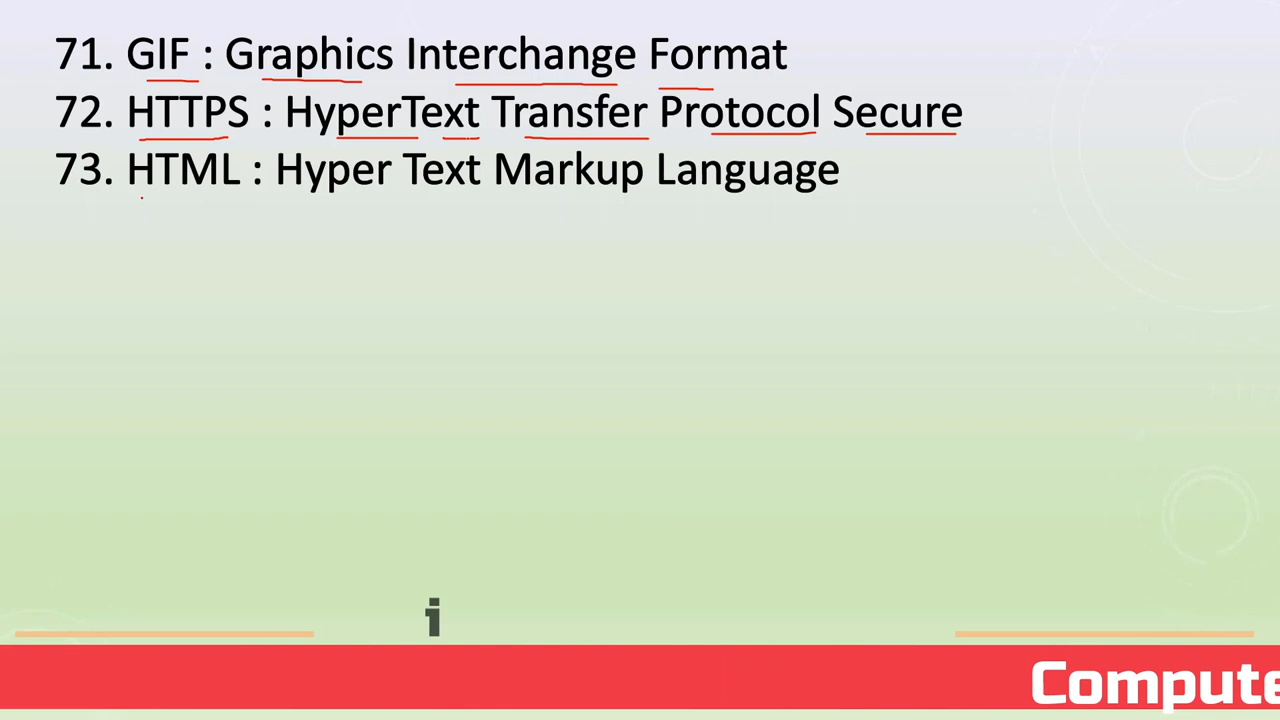 71. GIF : Graphics Interchange Format
72. HTTPS : HyperText Transfer Protocol Secure
73. HTML : Hyper Text Markup Language
i
Compute